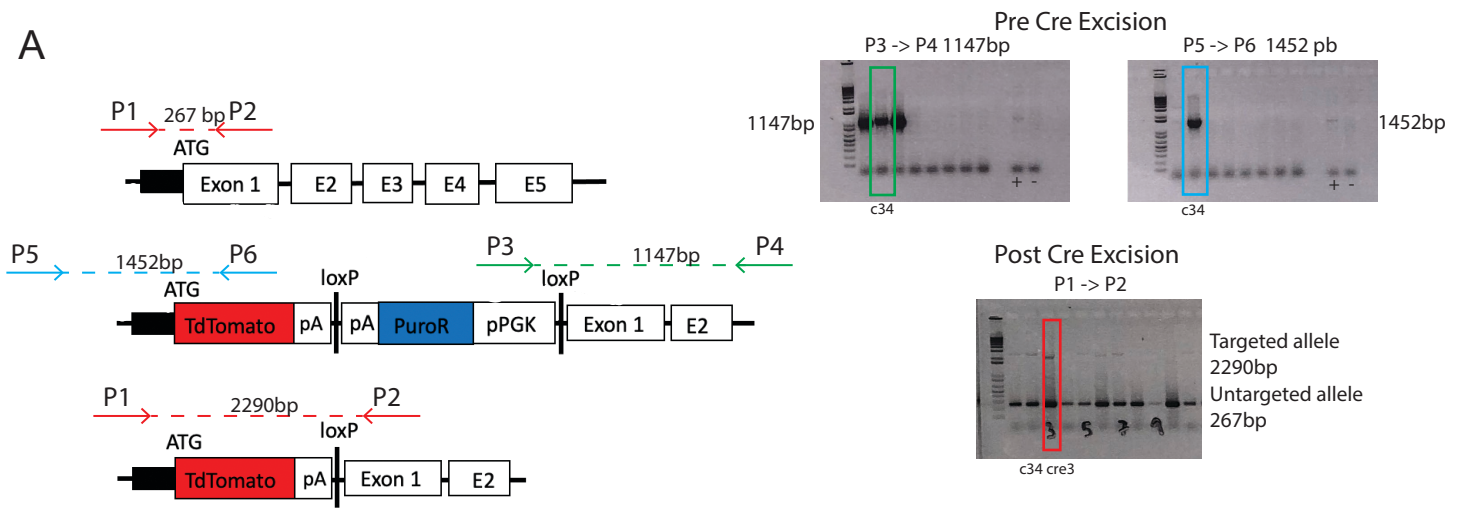 A
P1
267 bp
P2
ATG
Exon 1
E2
E3
E4
E5
P5
1452bp
P6
P3
1147bp
P4
ATG
loxP
loxP
TdTomato
pA
pA
PuroR
pPGK
Exon 1
E2
P1
2290bp
P2
ATG
loxP
TdTomato
pA
Exon 1
E2
Pre Cre Excision
P3 -> P4 1147bp
P5 -> P6 1452 pb
1147bp
1452bp
+ -
+ -
c34
c34
Post Cre Excision
P1 -> P2
Targeted allele
2290bp
Untargeted allele
267bp
3 5 7 9
c34 cre3